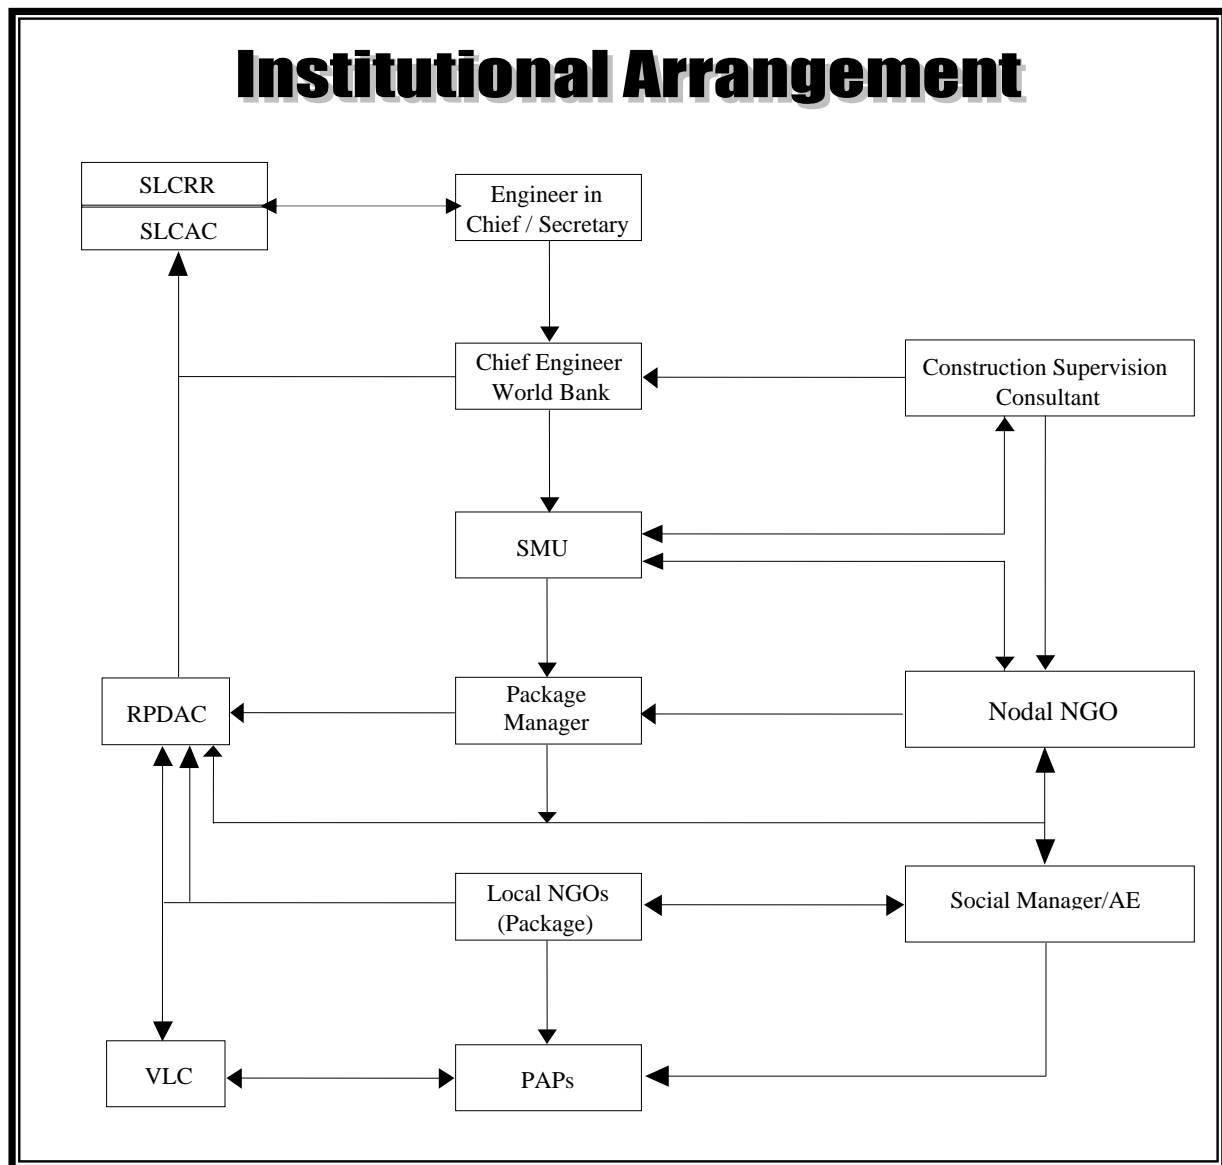 Institutional Arrangement
SLCRR
SLCAC
Engineer in
Chief / Secretary
Chief Engineer
World Bank
Construction Supervision
Consultant
SMU
RPDAC
Package
Manager
Nodal NGO
Local NGOs
(Package)
Social Manager/AE
VLC
PAPs